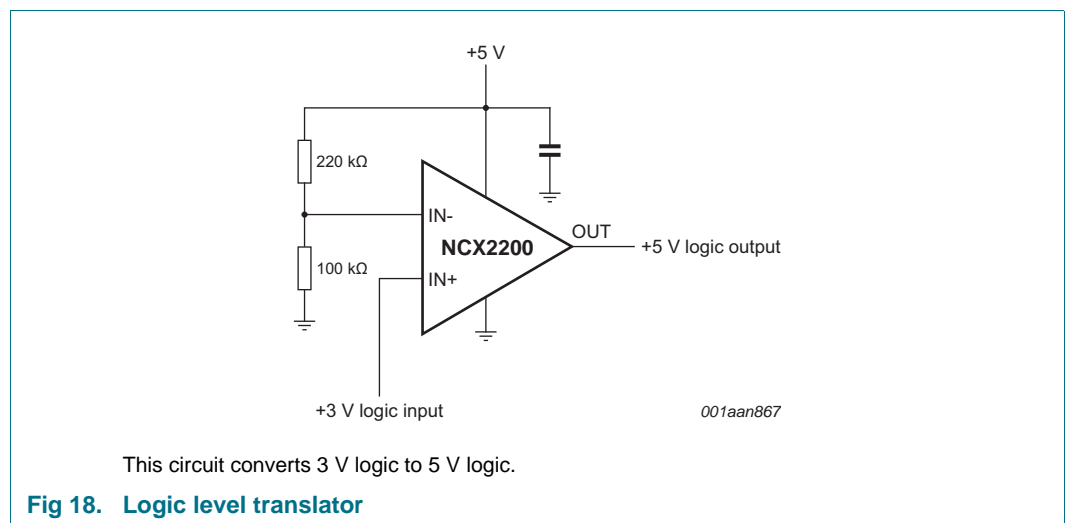 +5 V
220 kΩ
IN-
NCX2200
OUT
+5 V logic output
100 kΩ
IN+
+3 V logic input
001aan867
This circuit converts 3 V logic to 5 V logic.
Fig 18. Logic level translator